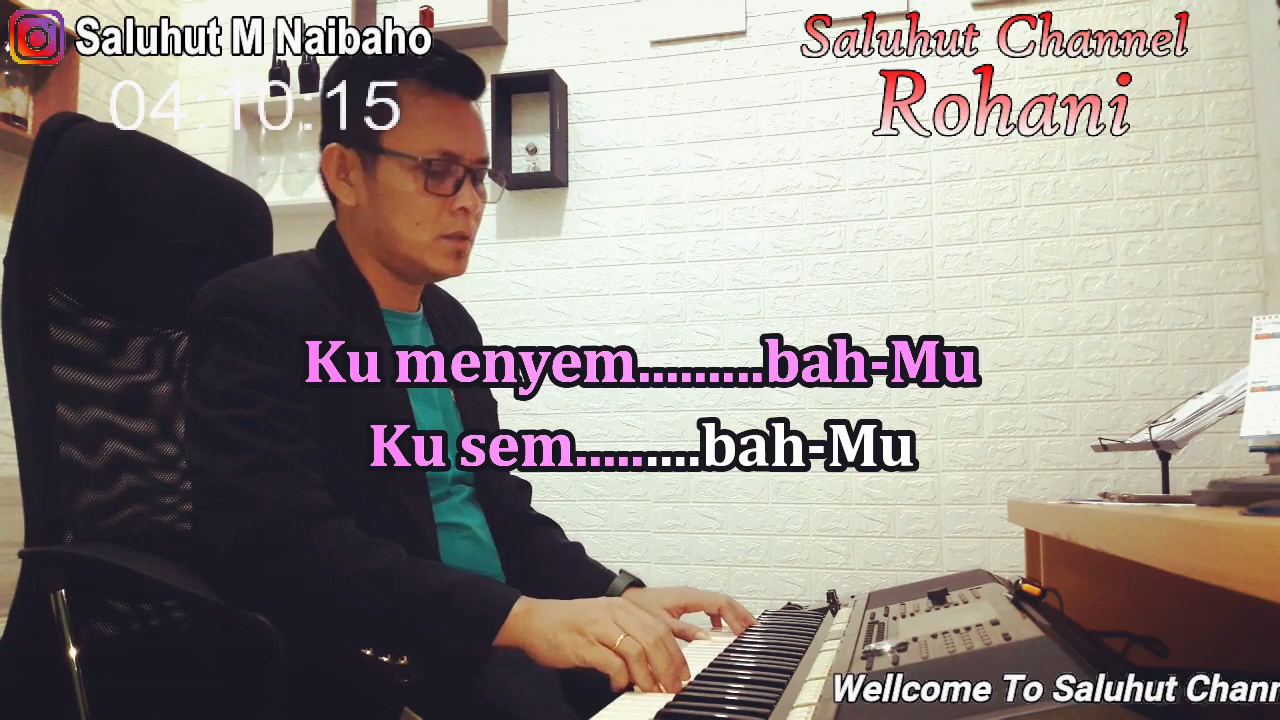 Saluhut M Naibaho
04:10:15
Saluhut Channel
Rohani
Ku menyem.........bah-Mu
Ku sem.........bah-Mu
Wellcome To Saluhut Chann